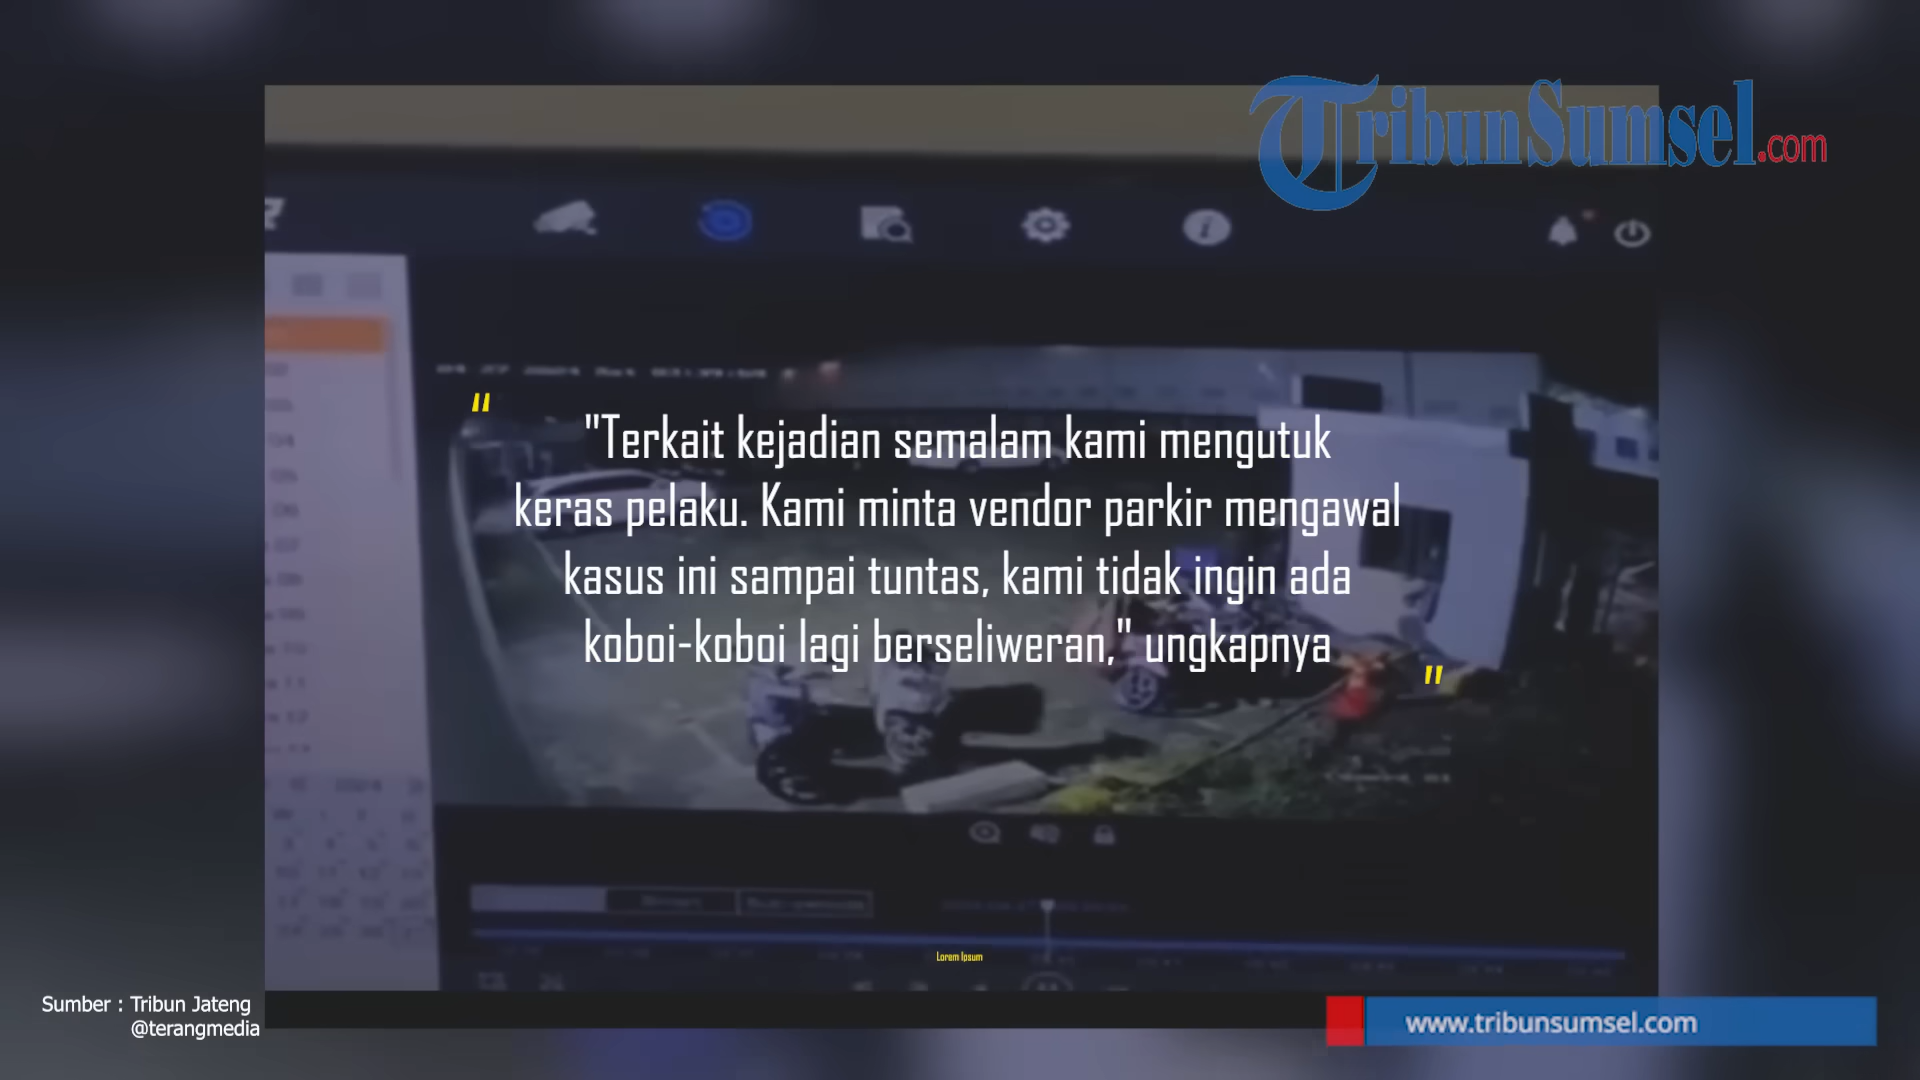 TribunSumsel.com
"
"Terkait kejadian semalam kami mengutuk
keras pelaku. Kami minta vendor parkir mengawal
kasus ini sampai tuntas, kami tidak ingin ada
koboi-koboi lagi berseliweran," ungkapnya
"
Lorem Ipsum
Sumber : Tribun Jateng
@terangmedia
www.tribunsumsel.com